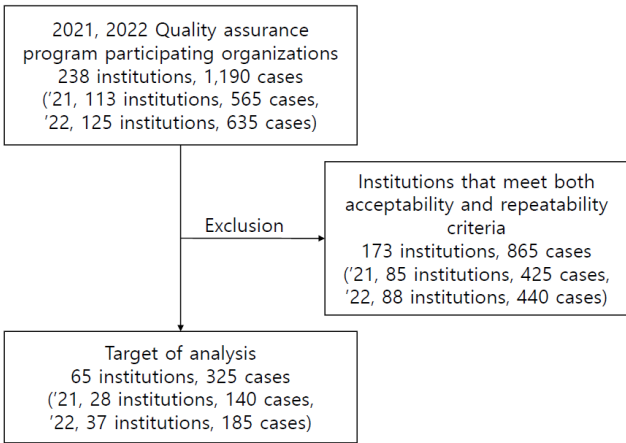 2021, 2022 Quality assurance
program participating organizations
238 institutions, 1,190 cases
('21, 113 institutions, 565 cases,
'22, 125 institutions, 635 cases)
Exclusion
Institutions that meet both
acceptability and repeatability
criteria
173 institutions, 865 cases
('21, 85 institutions, 425 cases,
'22, 88 institutions, 440 cases)
Target of analysis
65 institutions, 325 cases
('21, 28 institutions, 140 cases,
'22, 37 institutions, 185 cases)